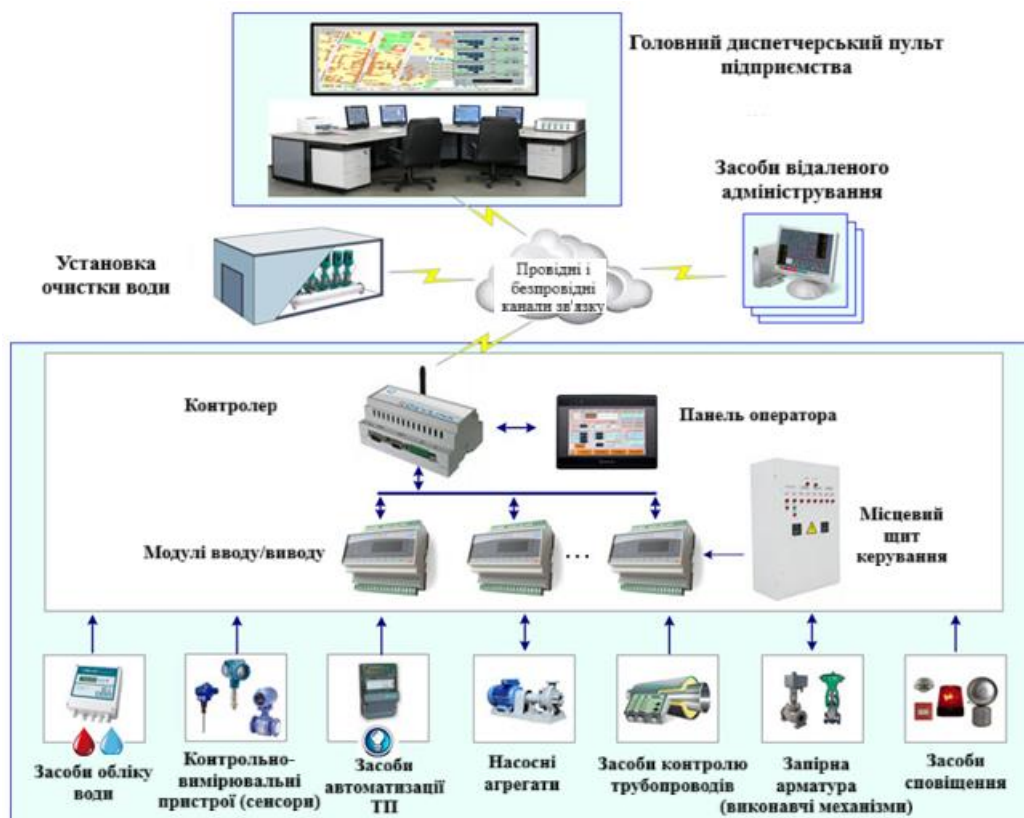 Головний диспетчерський пульт
підприємства
Засоби відаленого
адміністрування
Установка
очистки води
Провідні і
безпровідні
канали зв'язку
Контролер
Панель оператора
Модулі вводу/виводу
...
Місцевий
щит
керування
Засоби обліку
води
Контрольно-
вимірювальні
пристрої (сенсори)
Засоби
автоматизації
ТП
Насосні
агрегати
Засоби контролю
трубопроводів
Запірна
арматура
(виконавчі механізми)
Засоби
сповіщення